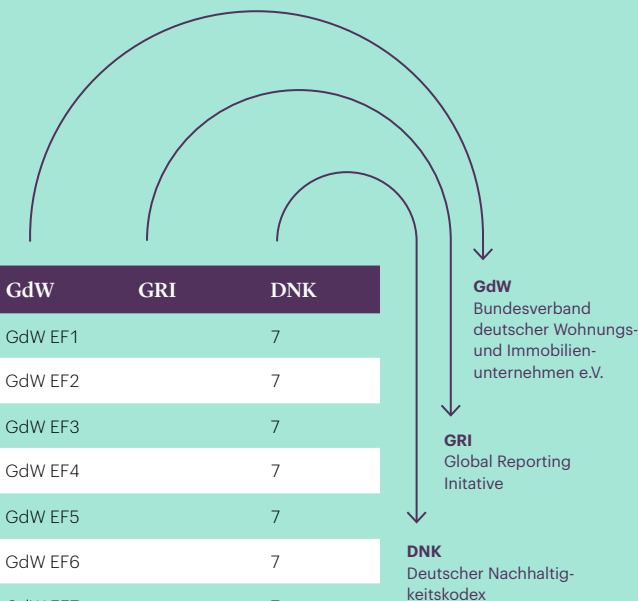 GdW GRI DNK
GdW EF1 7
GdW EF2 7
GdW EF3 7
GdW EF4 7
GdW EF5 7
GdW EF6 7
GdW
Bundesverband
deutscher Wohnungs-
und Immobilien-
unternehmen e.V.
GRI
Global Reporting
Initative
DNK
Deutscher Nachhaltig-
keitskodex